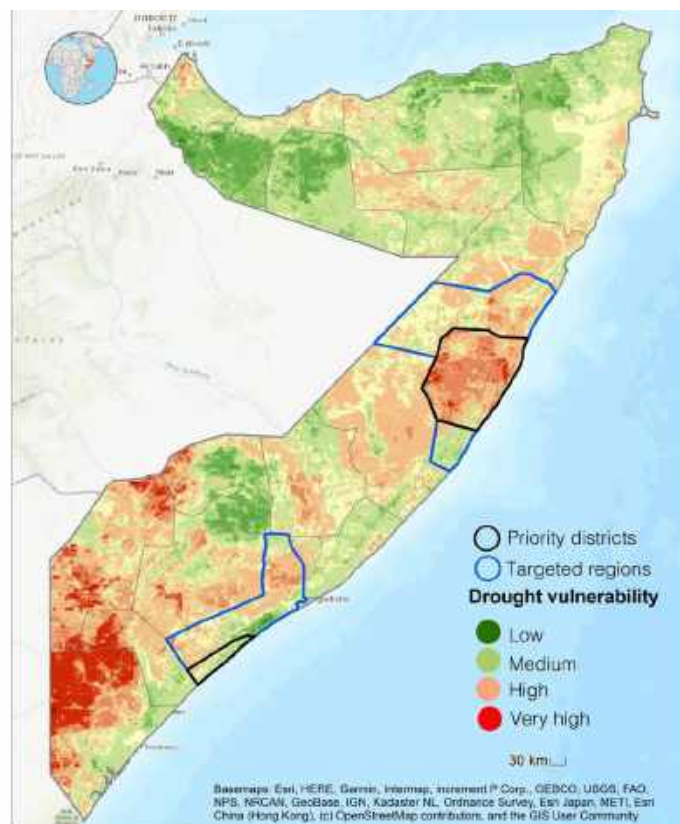 DJIBOUTI
Priority districts
Targeted regions
Drought vulnerability
Low
Medium
High
Very high
30 km
Basemaps: Esri, HERE, Garmin, Intermap, increment P Corp., GEBCO, USGS, FAO,
NPS, NRCAN, GeoBase, IGN, Kadaster NL, Ordnance Survey, Esri Japan, METI, Esri
China (Hong Kong), (c) OpenStreetMap contributors, and the GIS User Community